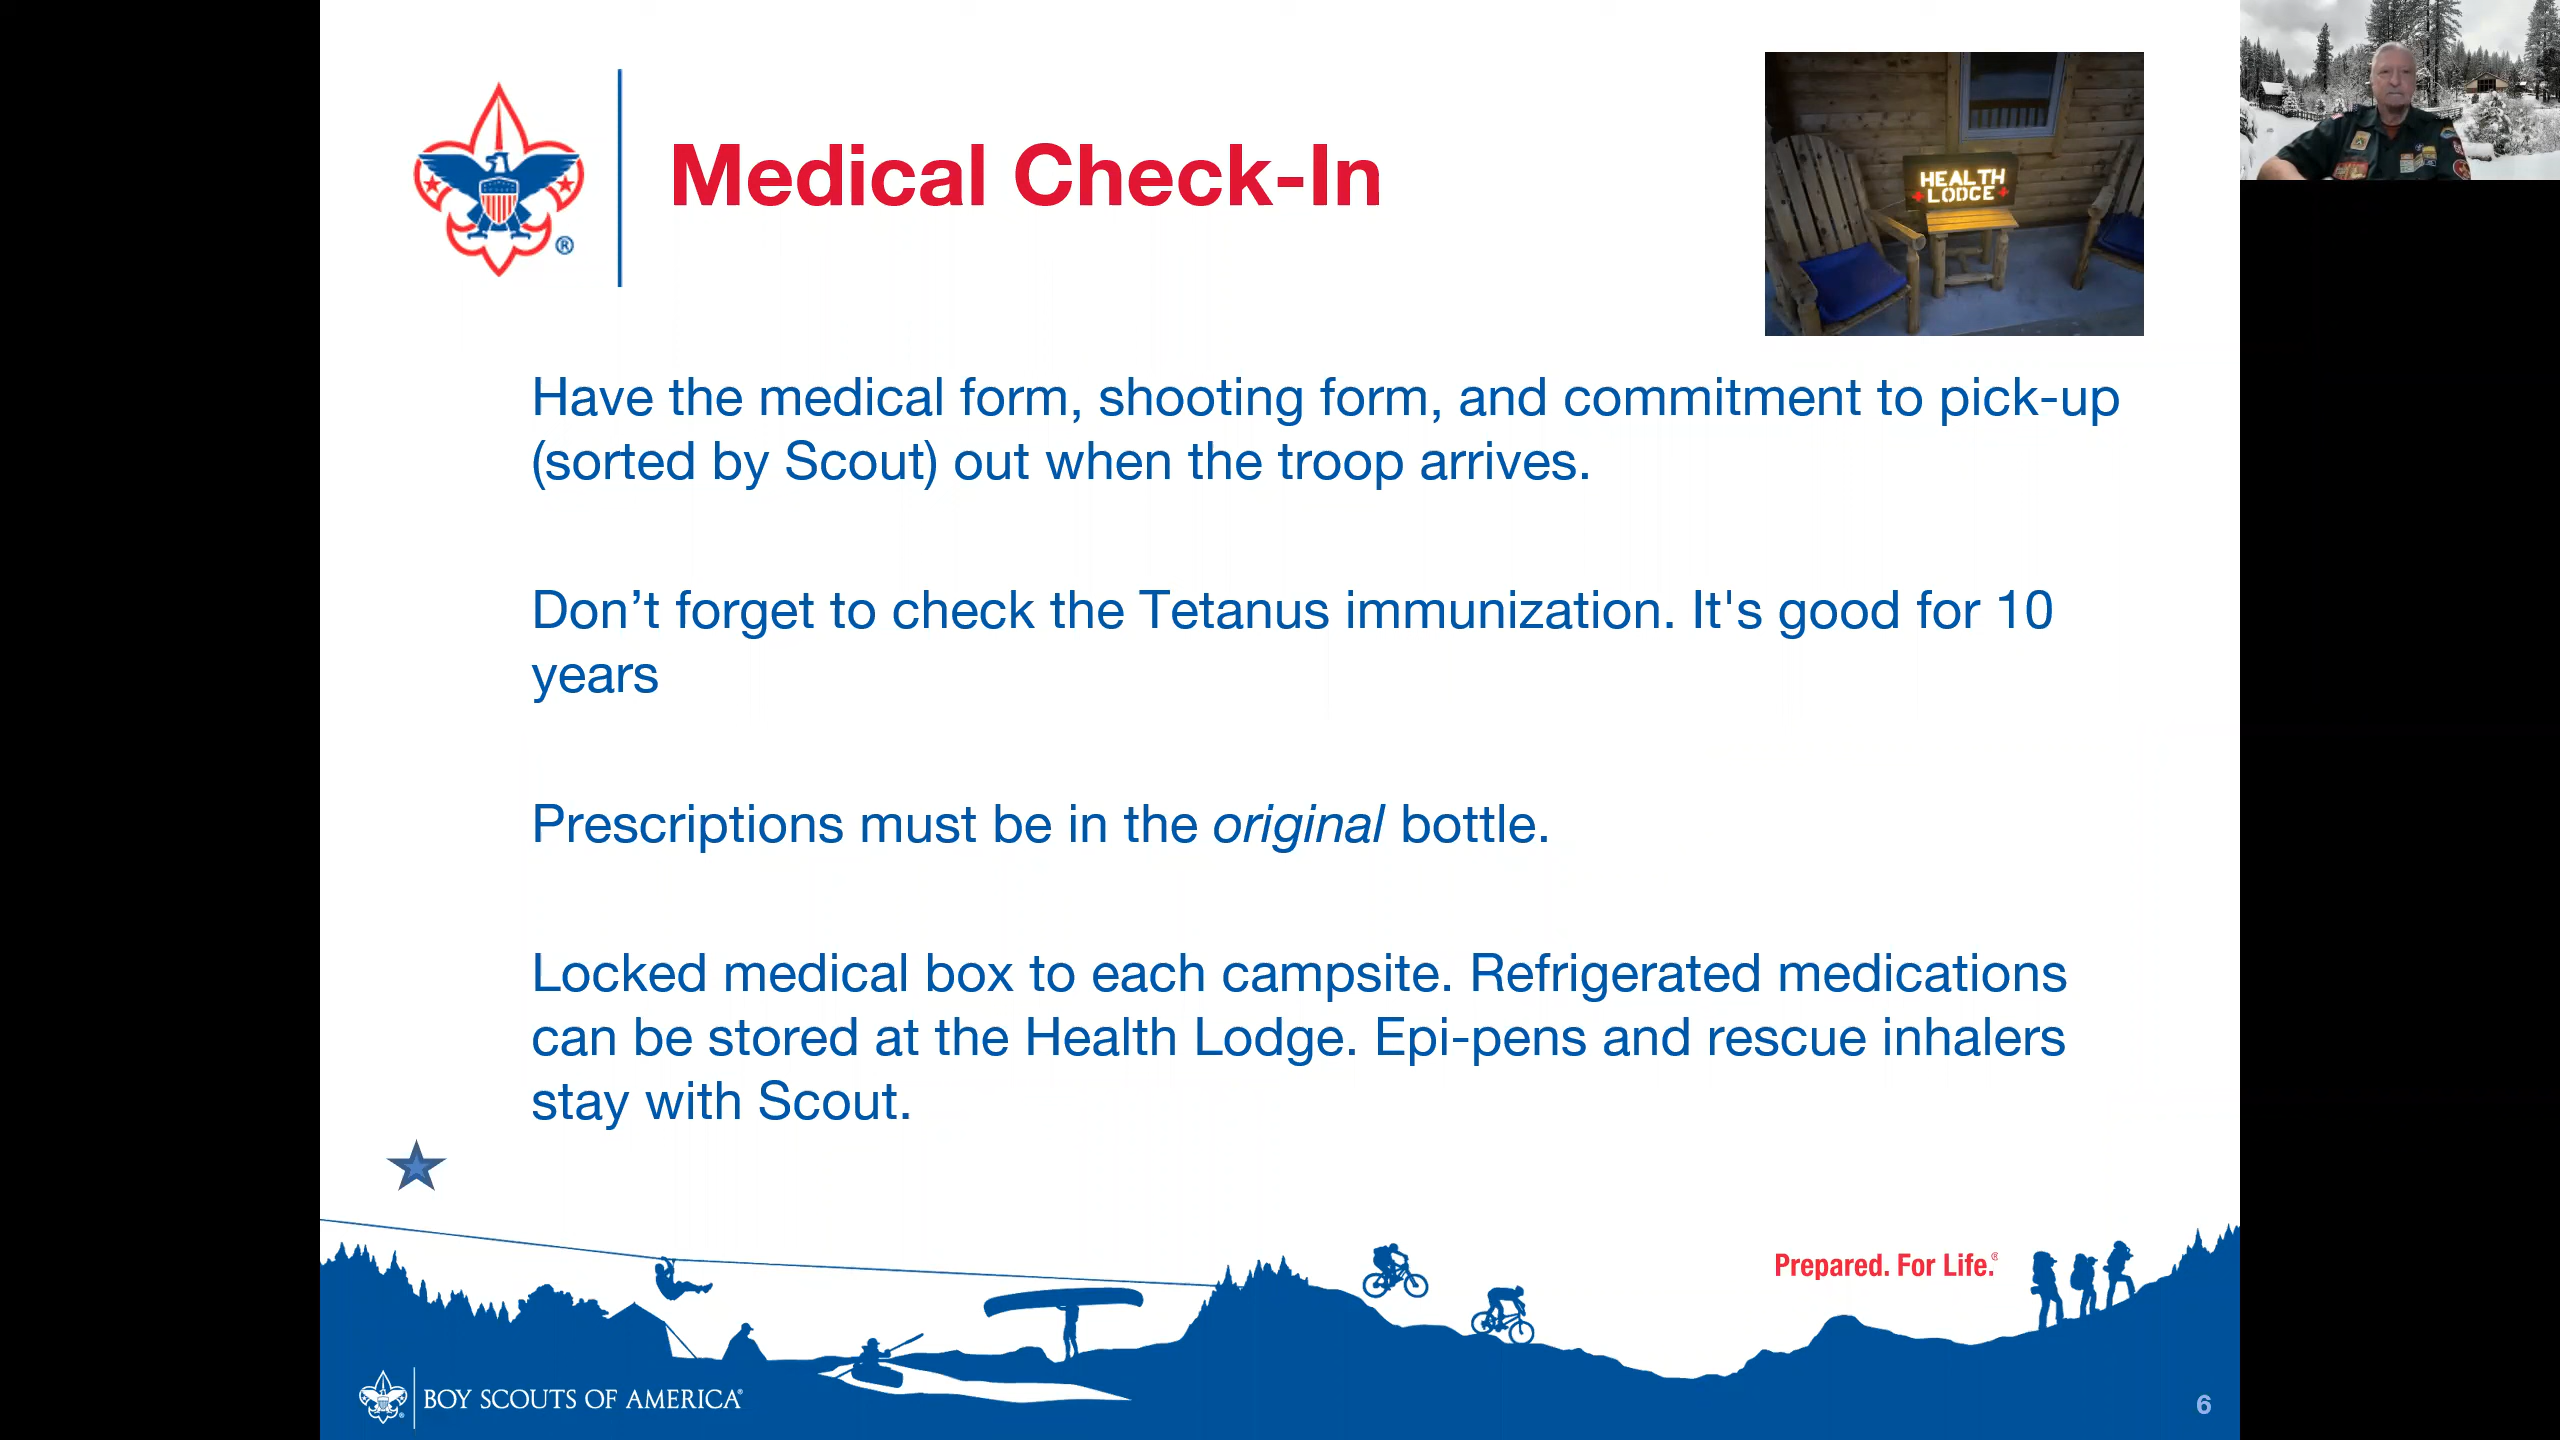 Medical Check-In
HEALTH
LODGE
Have the medical form, shooting form, and commitment to pick-up
(sorted by Scout) out when the troop arrives.
Don’t forget to check the Tetanus immunization. It's good for 10
years
Prescriptions must be in the original bottle.
Locked medical box to each campsite. Refrigerated medications
can be stored at the Health Lodge. Epi-pens and rescue inhalers
stay with Scout.
Prepared. For Life.®
BOY SCOUTS OF AMERICA®
6